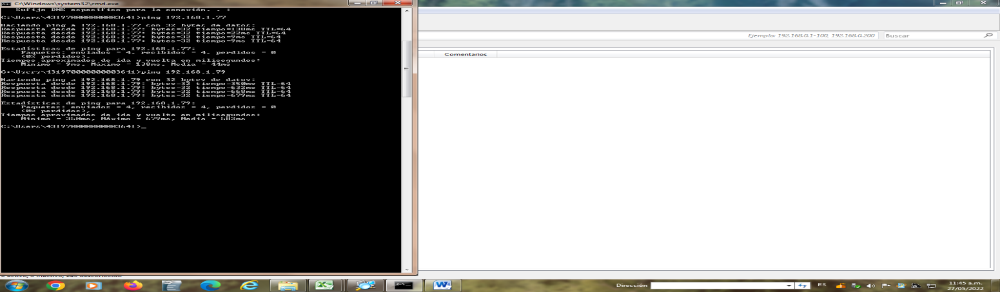 C:\Windows\system32\cmd.exe
Sufijo DNS específico para la conexión. . :
C:\Users\431970000000003641>ping 192.168.1.77
Haciendo ping a 192.168.1.77 con 32 bytes de datos:
Respuesta desde 192.168.1.77: bytes=32 tiempo=138ms TTL=64
Respuesta desde 192.168.1.77: bytes=32 tiempo=22ms TTL=64
Respuesta desde 192.168.1.77: bytes=32 tiempo=9ms TTL=64
Respuesta desde 192.168.1.77: bytes=32 tiempo=9ms TTL=64
Estadísticas de ping para 192.168.1.77:
Paquetes: enviados = 4, recibidos = 4, perdidos = 0
(0% perdidos),
Tiempos aproximados de ida y vuelta en milisegundos:
Mínimo = 9ms, Máximo = 138ms, Media = 44ms
C:\Users\431970000000003641>ping 192.168.1.79
Haciendo ping a 192.168.1.79 con 32 bytes de datos:
Respuesta desde 192.168.1.79: bytes=32 tiempo=350ms TTL=64
Respuesta desde 192.168.1.79: bytes=32 tiempo=632ms TTL=64
Respuesta desde 192.168.1.79: bytes=32 tiempo=668ms TTL=64
Respuesta desde 192.168.1.79: bytes=32 tiempo=679ms TTL=64
Estadísticas de ping para 192.168.1.79:
Paquetes: enviados = 4, recibidos = 4, perdidos = 0
(0% perdidos),
Tiempos aproximados de ida y vuelta en milisegundos:
Mínimo = 350ms, Máximo = 679ms, Media = 582ms
C:\Users\431970000000003641>_
Ejemplo: 192.168.0.1-100, 192.168.0.200 Buscar
Comentarios
Dirección
ES
11:45 a.m.
27/05/2022